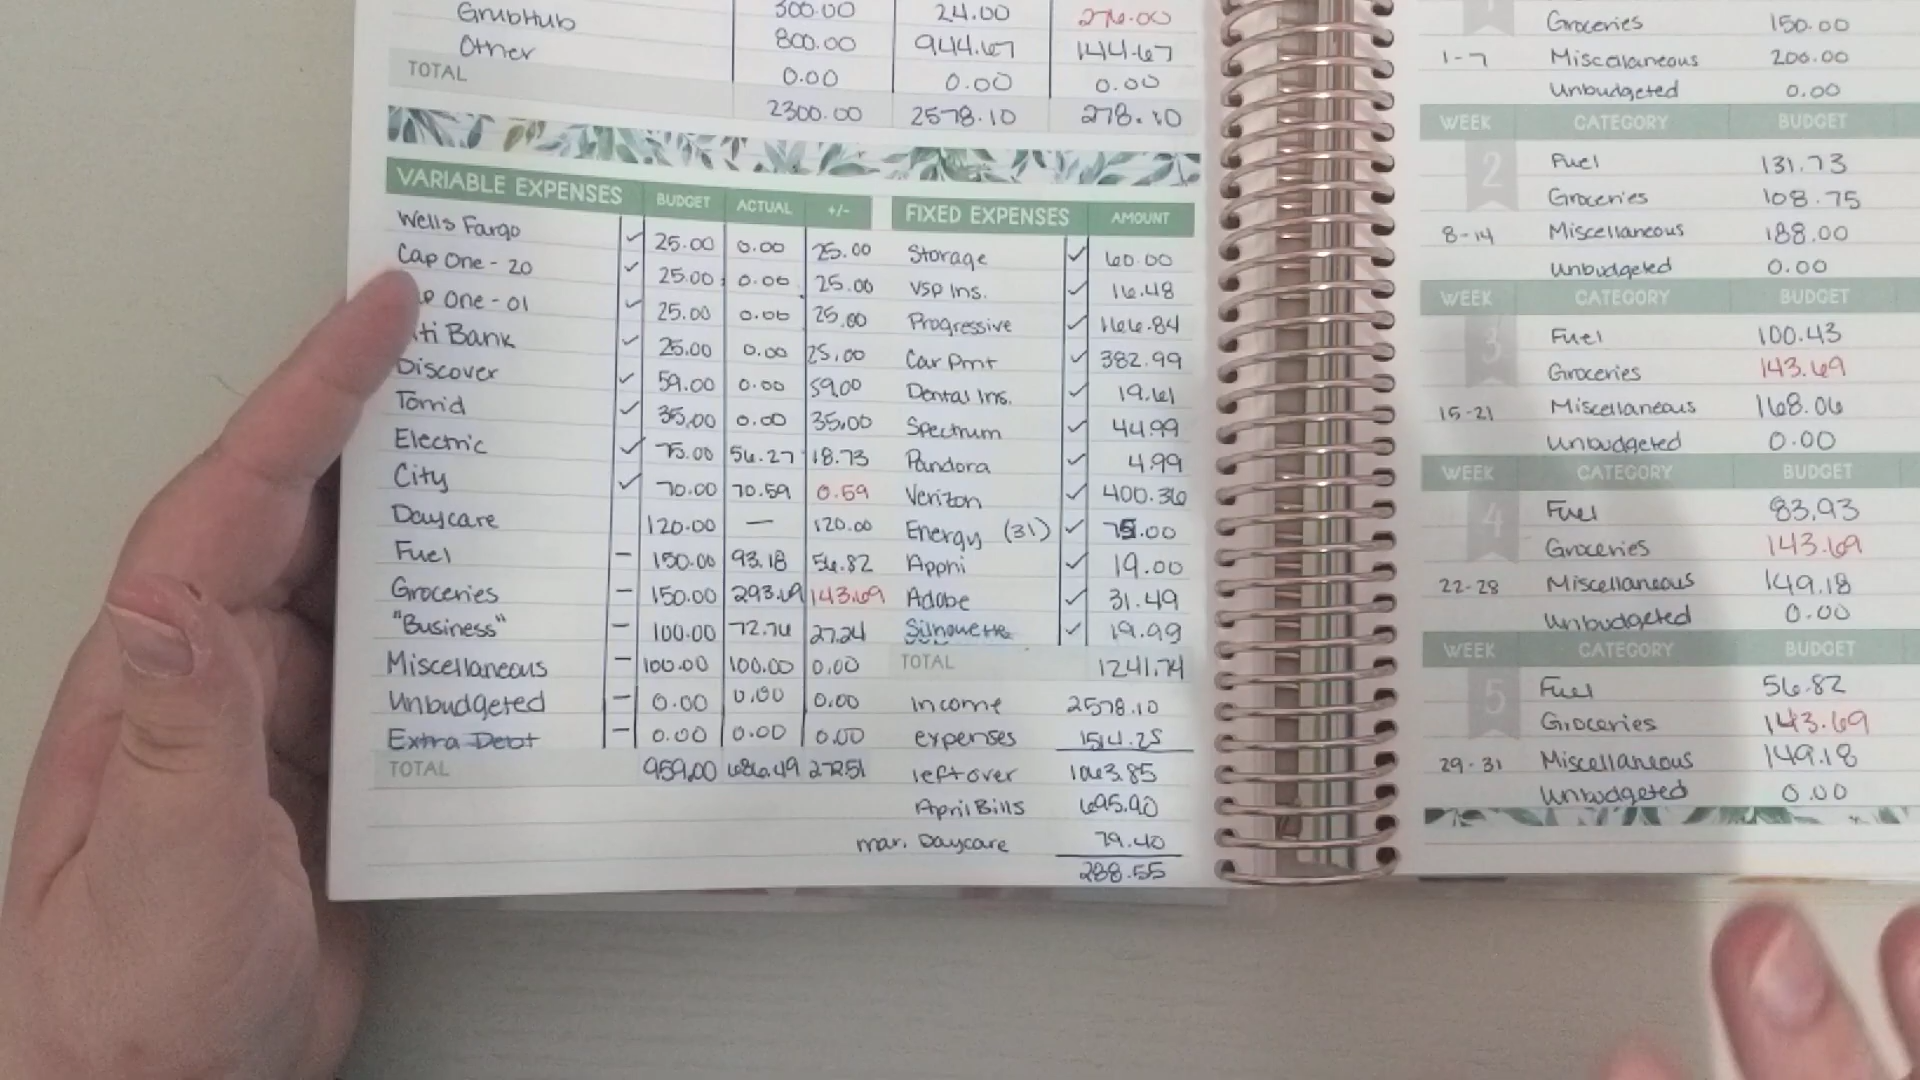 GrubHub 300.00 24.00 276.00
Other 800.00 944.67 144.67
TOTAL 0.00 0.00 0.00
2300.00 2578.10 278.10
VARIABLE EXPENSES BUDGET ACTUAL +/-
Wells Fargo ✓ 25.00 0.00 25.00
Cap One - 20 ✓ 25.00 0.00 25.00
One - 01 ✓ 25.00 0.00 25.00
ti Bank ✓ 25.00 0.00 25.00
Discover ✓ 59.00 0.00 59.00
Torrid ✓ 35.00 0.00 35.00
Electric ✓ 75.00 56.27 18.73
City ✓ 70.00 70.59 0.59
Daycare 120.00 — 120.00
Fuel - 150.00 93.18 56.82
Groceries - 150.00 293.69 143.69
"Business" - 100.00 72.76 27.24
Miscellaneous - 100.00 100.00 0.00
Unbudgeted - 0.00 0.00 0.00
Extra Debt - 0.00 0.00 0.00
TOTAL 959.00 686.49 272.51
FIXED EXPENSES AMOUNT
Storage ✓ 60.00
VSP Ins. ✓ 16.48
Progressive ✓ 166.84
Car Pmt ✓ 382.99
Dental Ins. ✓ 19.61
Spectrum ✓ 44.99
Pandora ✓ 4.99
Verizon ✓ 400.36
Energy (31) ✓ 75.00
Apphi ✓ 19.00
Adobe ✓ 31.49
Silhouette ✓ 19.99
TOTAL 1241.74
Income 2578.10
expenses 1514.25
leftover 1063.85
April Bills 695.90
mar. Daycare 79.40
288.55
1
Groceries 150.00
1-7 Miscellaneous 200.00
Unbudgeted 0.00
WEEK CATEGORY BUDGET
2 Fuel 131.73
Groceries 108.75
8-14 Miscellaneous 188.00
Unbudgeted 0.00
WEEK CATEGORY BUDGET
3 Fuel 100.43
Groceries 143.69
15-21 Miscellaneous 168.06
Unbudgeted 0.00
WEEK CATEGORY BUDGET
4 Fuel 83.93
Groceries 143.69
22-28 Miscellaneous 149.18
Unbudgeted 0.00
WEEK CATEGORY BUDGET
5 Fuel 56.82
Groceries 143.69
29-31 Miscellaneous 149.18
Unbudgeted 0.00